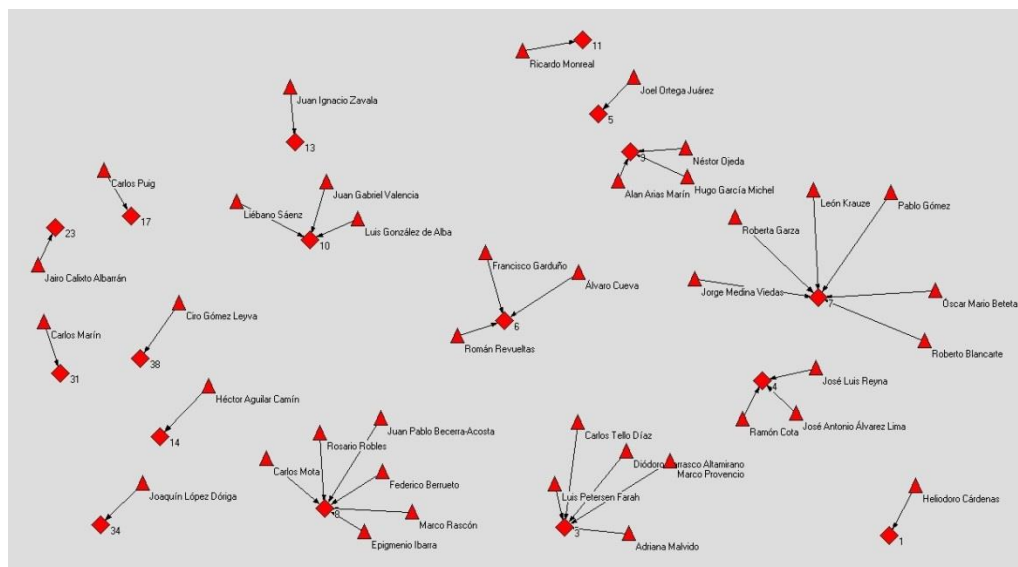 11
Ricardo Monreal
Joel Ortega Juárez
5
Juan Ignacio Zavala
13
9
Néstor Ojeda
Hugo García Michel
Alan Arias Marín
Carlos Puig
17
Juan Gabriel Valencia
Liébano Sáenz
Luis González de Alba
10
23
Jairo Calixto Albarrán
León Krauze
Pablo Gómez
Roberta Garza
Jorge Medina Viedas
Óscar Mario Beteta
7
Roberto Blancarte
Francisco Garduño
Álvaro Cueva
6
Román Revueltas
Ciro Gómez Leyva
38
Carlos Marín
31
José Luis Reyna
4
José Antonio Álvarez Lima
Ramón Cota
Héctor Aguilar Camín
14
Juan Pablo Becerra-Acosta
Rosario Robles
Carlos Mota
Federico Berrueto
8
Marco Rascón
Epigmenio Ibarra
Carlos Tello Díaz
Diódoro Carrasco Altamirano
Marco Provencio
Luis Petersen Farah
3
Adriana Malvido
Joaquín López Dóriga
34
Heliodoro Cárdenas
1